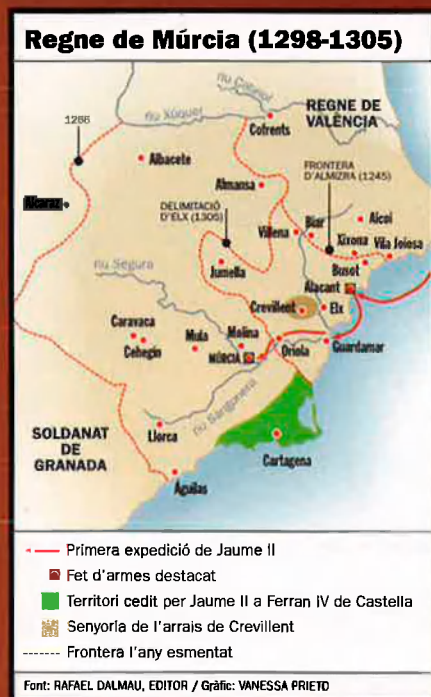 Regne de Múrcia (1298-1305)
riu Cabriol
riu Xúquer
REGNE DE
VALÈNCIA
1266
Cofrents
Albacete
FRONTERA
D'ALMIZRA (1245)
Almansa
Alcaraz
DELIMITACIÓ
D'ELX (1305)
Villena
Biar
Alcoi
Xixona
Vila Joiosa
Jumella
Busot
riu Segura
Alacant
Crevillent
Elx
Caravaca
Cehegín
Mula
Molina
MÚRCIA
Oriola
Guardamar
riu Sangonera
SOLDANAT
DE
GRANADA
Llorca
Cartagena
Àguilas
Primera expedició de Jaume II
Fet d'armes destacat
Territori cedit per Jaume II a Ferran IV de Castella
Senyoria de l'arrais de Crevillent
Frontera l'any esmentat
Font: RAFAEL DALMAU, EDITOR / Gràfic: VANESSA PRIETO